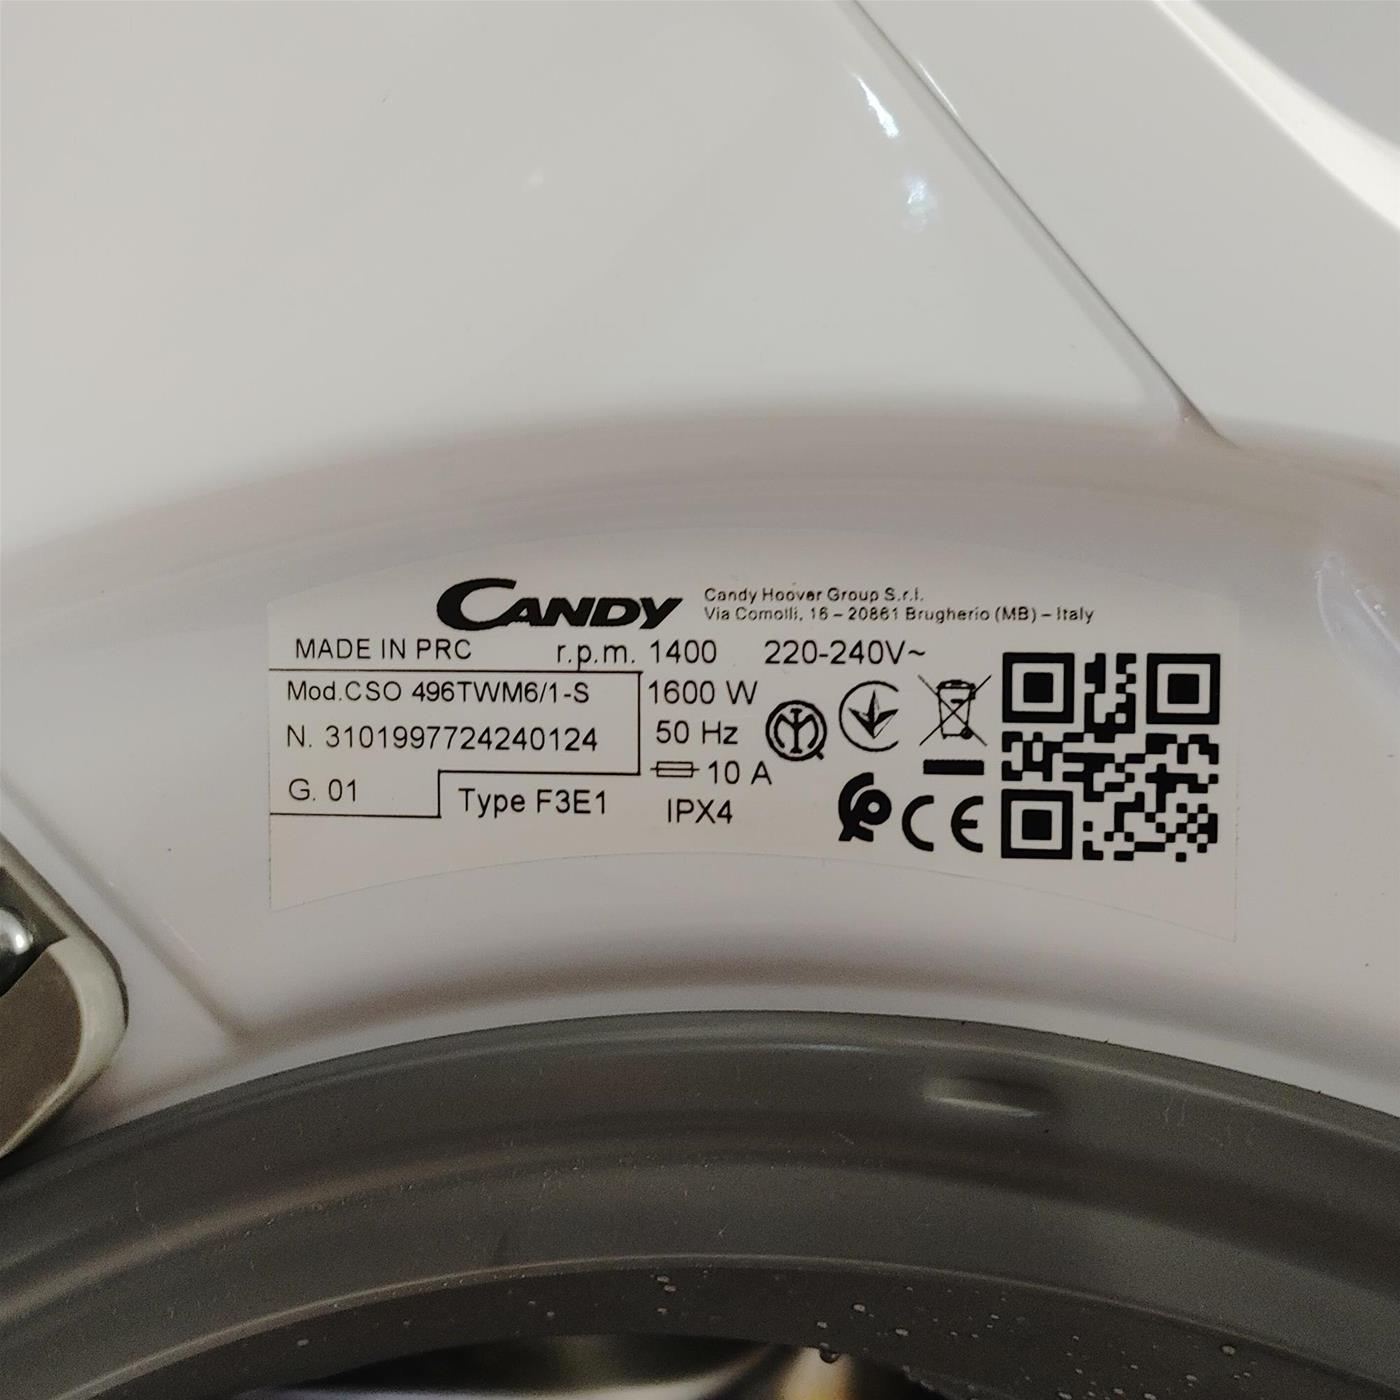 CANDY
Candy Hoover Group S.r.l.
Via Comolli, 16 – 20861 Brugherio (MB) – Italy
MADE IN PRC r.p.m. 1400 220-240V~
Mod.CSO 496TWM6/1-S 1600 W
N. 3101997724240124 50 Hz
10 A
G. 01 Type F3E1 IPX4
CE